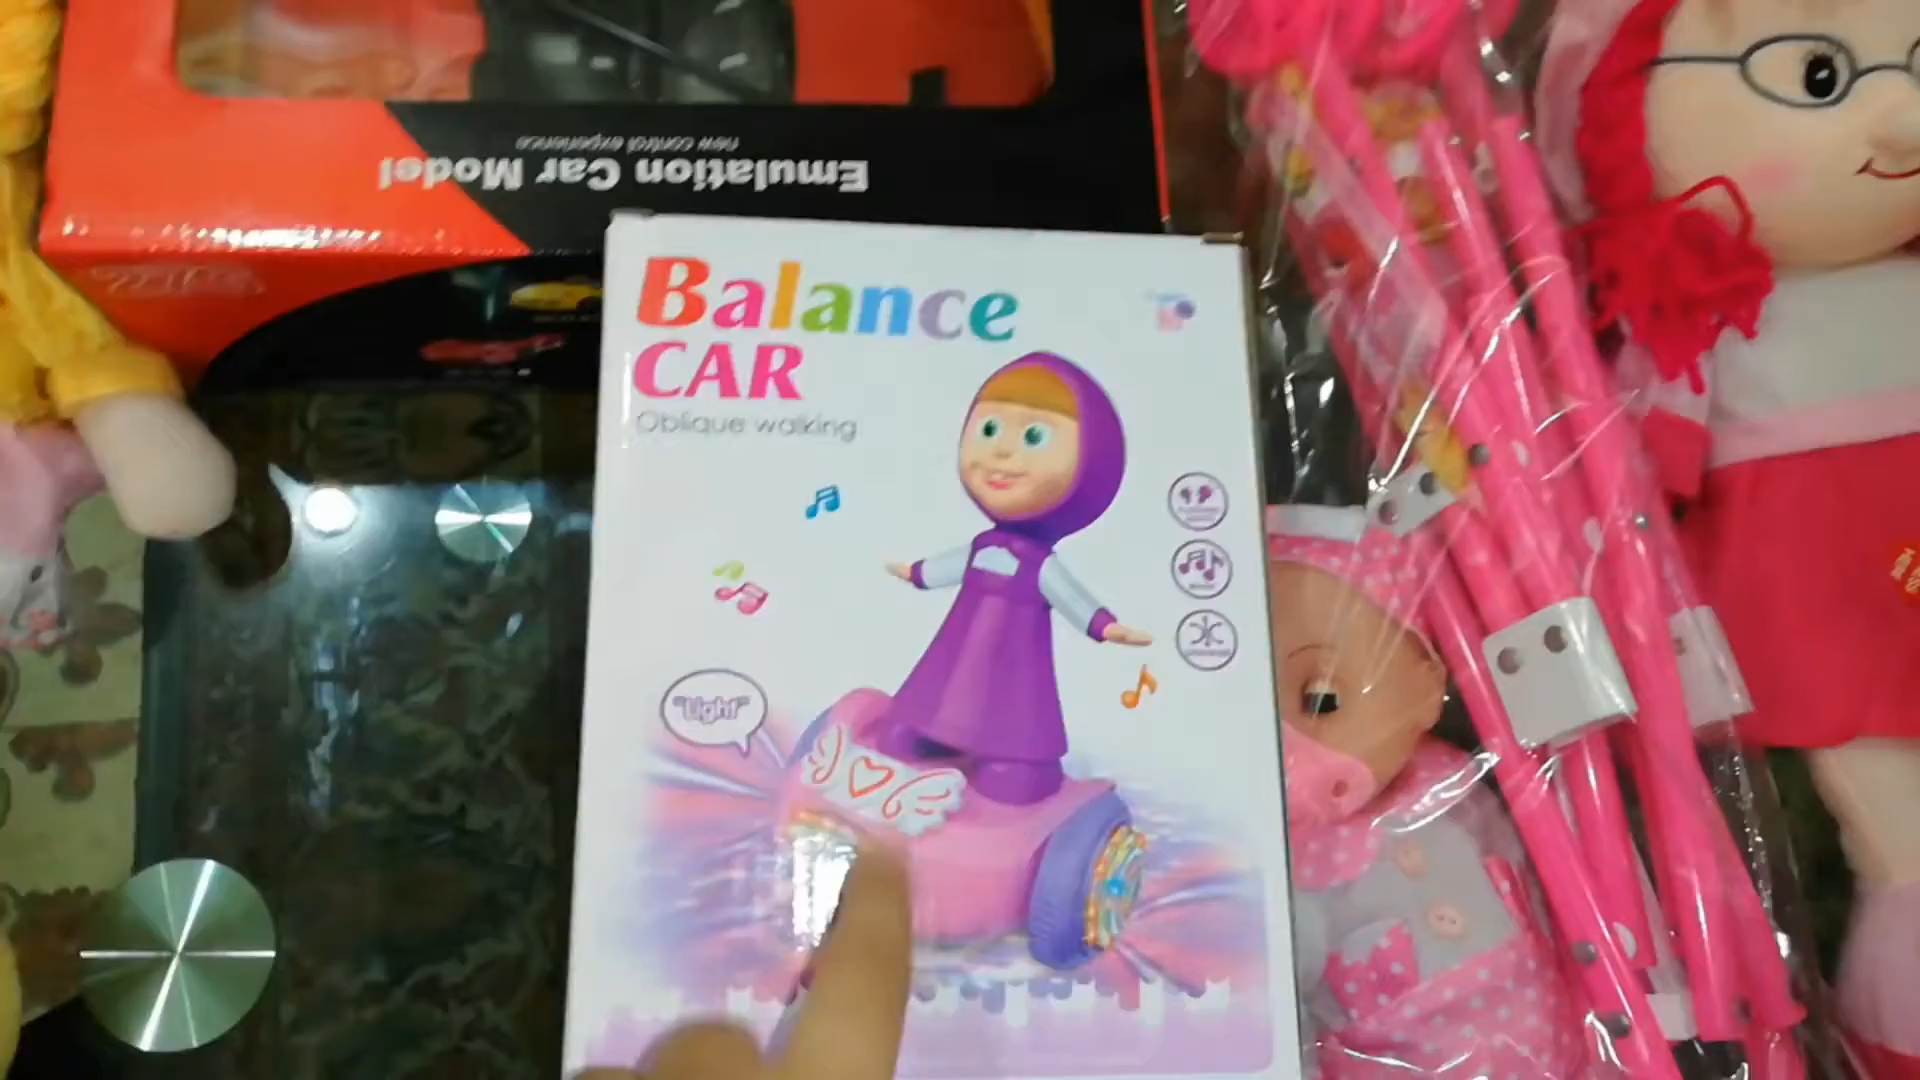 new control experience
Emulation Car Model
Balance
CAR
Oblique walking
"Light"